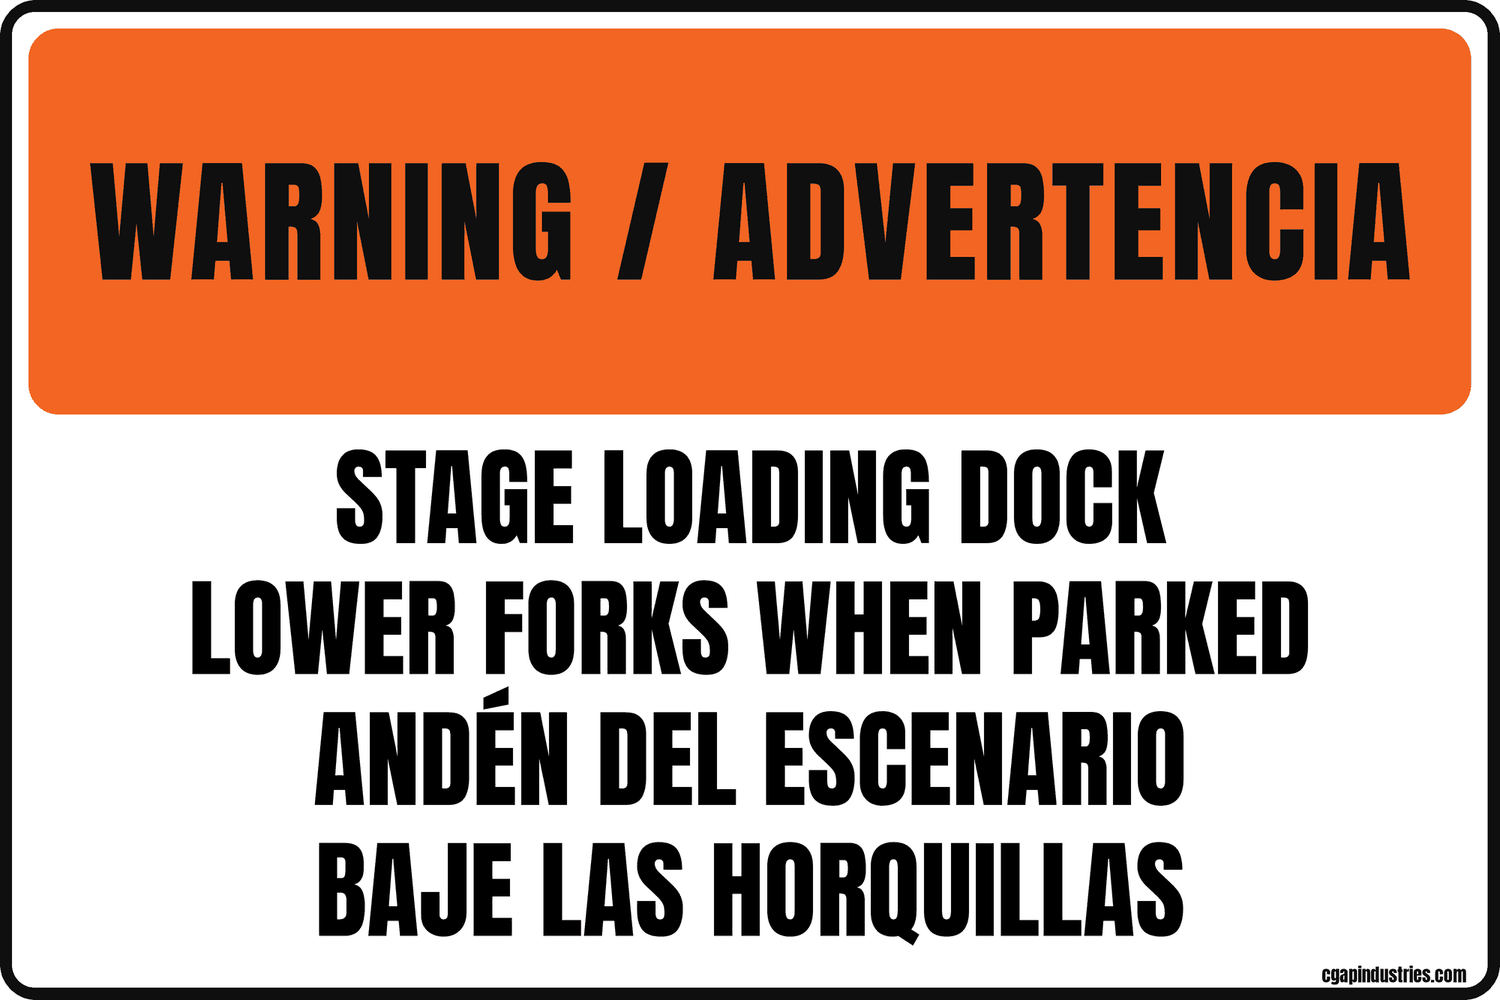 WARNING / ADVERTENCIA
STAGE LOADING DOCK
LOWER FORKS WHEN PARKED
ANDÉN DEL ESCENARIO
BAJE LAS HORQUILLAS
cgapindustries.com